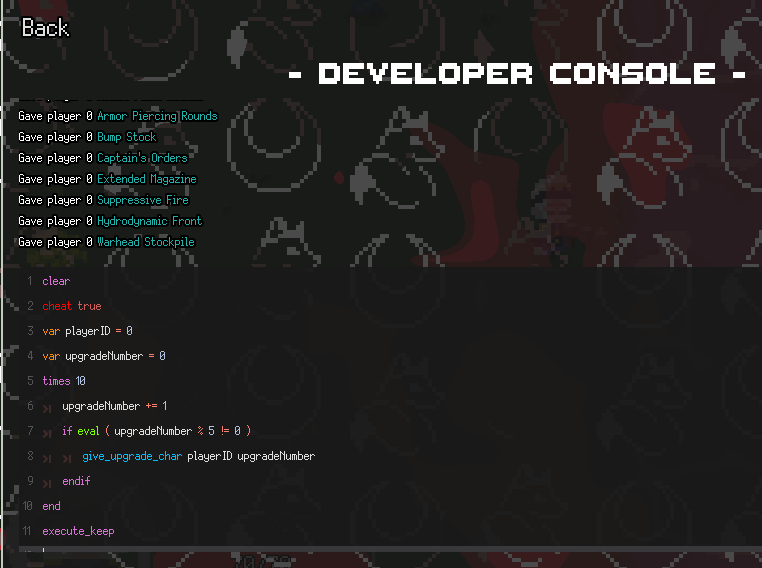 Back
- DEVELOPER CONSOLE -
Gave player 0 Armor Piercing Rounds
Gave player 0 Bump Stock
Gave player 0 Captain's Orders
Gave player 0 Extended Magazine
Gave player 0 Suppressive Fire
Gave player 0 Hydrodynamic Front
Gave player 0 Warhead Stockpile
1 clear
2 cheat true
3 var playerID = 0
4 var upgradeNumber = 0
5 times 10
6 upgradeNumber += 1
7 if eval ( upgradeNumber % 5 != 0 )
8 give_upgrade_char playerID upgradeNumber
9 endif
10 end
11 execute_keep